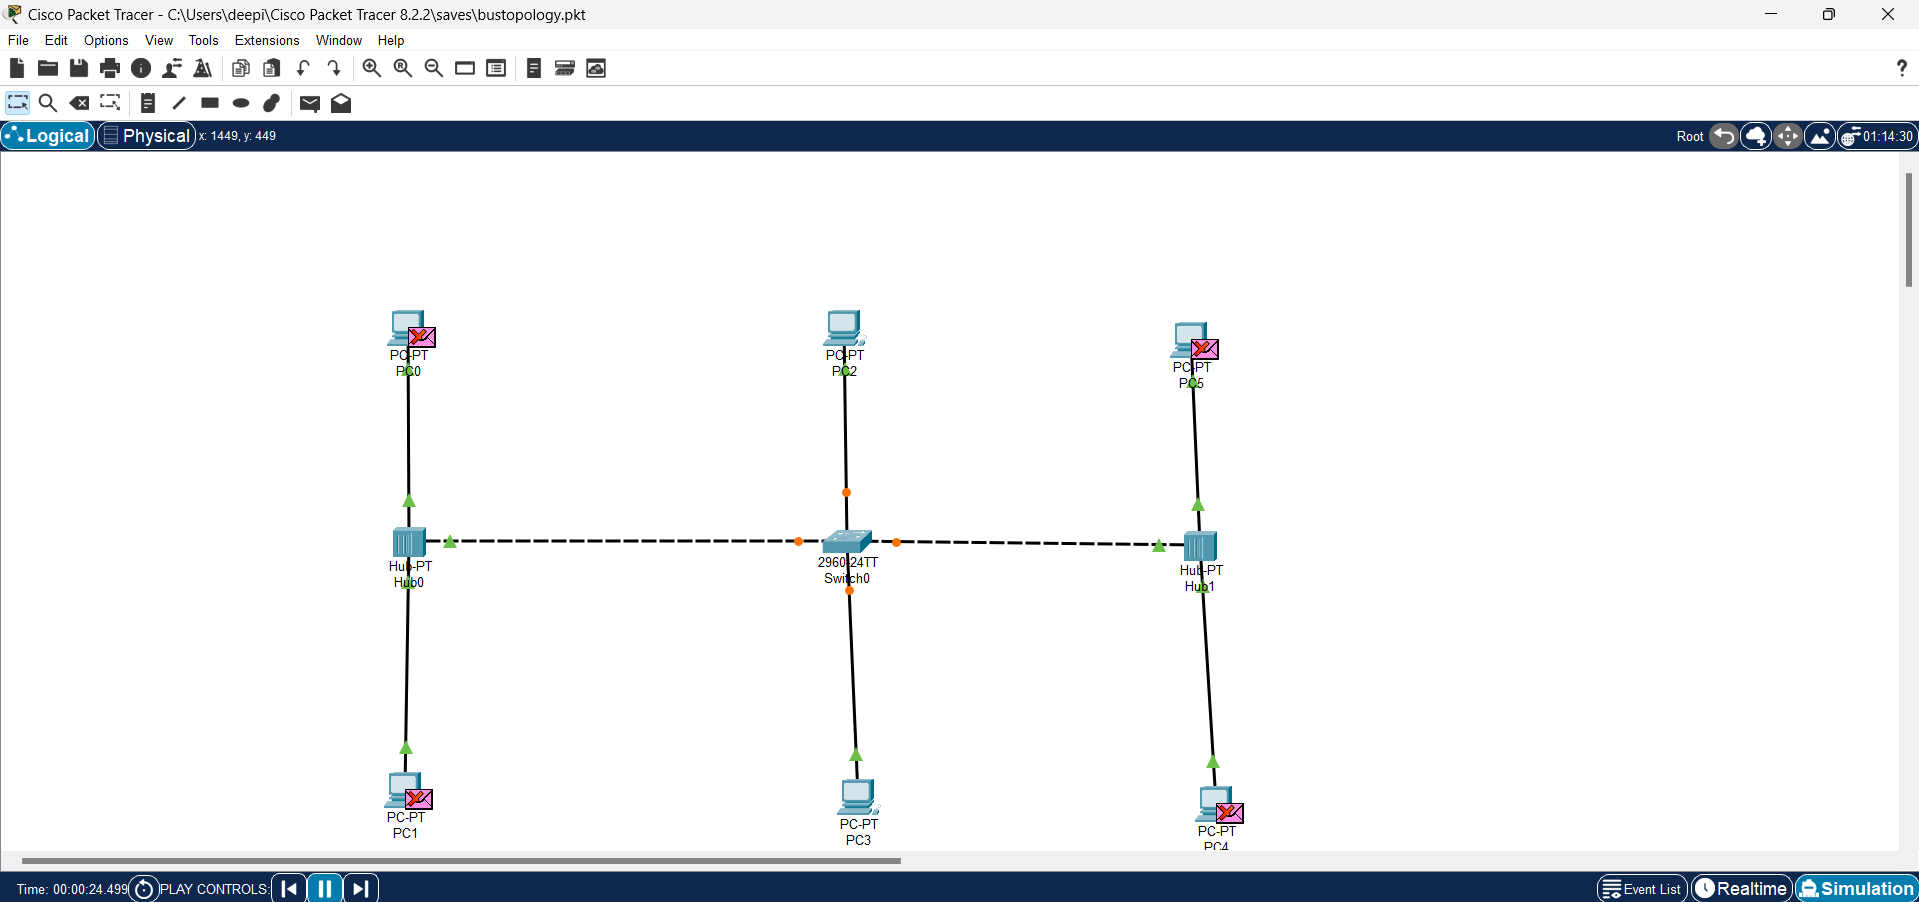 Cisco Packet Tracer - C:\Users\deepi\Cisco Packet Tracer 8.2.2\saves\bustopology.pkt
File Edit Options View Tools Extensions Window Help
?
Logical Physical x: 1449, y: 449 Root 01:14:30
PC-PT
PC0
PC-PT
PC2
PC-PT
PC5
Hub-PT
Hub0
2960-24TT
Switch0
Hub-PT
Hub1
PC-PT
PC1
PC-PT
PC3
PC-PT
PC4
Time: 00:00:24.499 PLAY CONTROLS: Event List Realtime Simulation